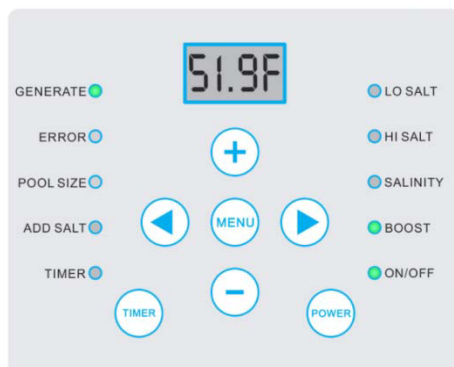 51.9F
GENERATE
LO SALT
ERROR
HI SALT
POOL SIZE
SALINITY
ADD SALT
MENU
BOOST
TIMER
ON/OFF
TIMER
POWER